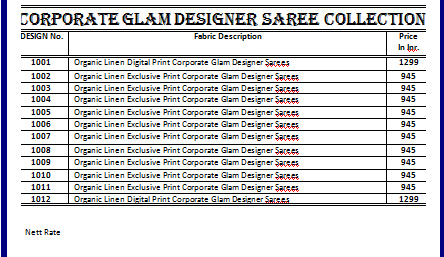 CORPORATE GLAM DESIGNER SAREE COLLECTION
DESIGN No. Fabric Description Price
In Inr.
1001 Organic Linen Digital Print Corporate Glam Designer Sarees 1299
1002 Organic Linen Exclusive Print Corporate Glam Designer Sarees 945
1003 Organic Linen Exclusive Print Corporate Glam Designer Sarees 945
1004 Organic Linen Exclusive Print Corporate Glam Designer Sarees 945
1005 Organic Linen Exclusive Print Corporate Glam Designer Sarees 945
1006 Organic Linen Exclusive Print Corporate Glam Designer Sarees 945
1007 Organic Linen Exclusive Print Corporate Glam Designer Sarees 945
1008 Organic Linen Exclusive Print Corporate Glam Designer Sarees 945
1009 Organic Linen Exclusive Print Corporate Glam Designer Sarees 945
1010 Organic Linen Exclusive Print Corporate Glam Designer Sarees 945
1011 Organic Linen Exclusive Print Corporate Glam Designer Sarees 945
1012 Organic Linen Digital Print Corporate Glam Designer Sarees 1299
Nett Rate